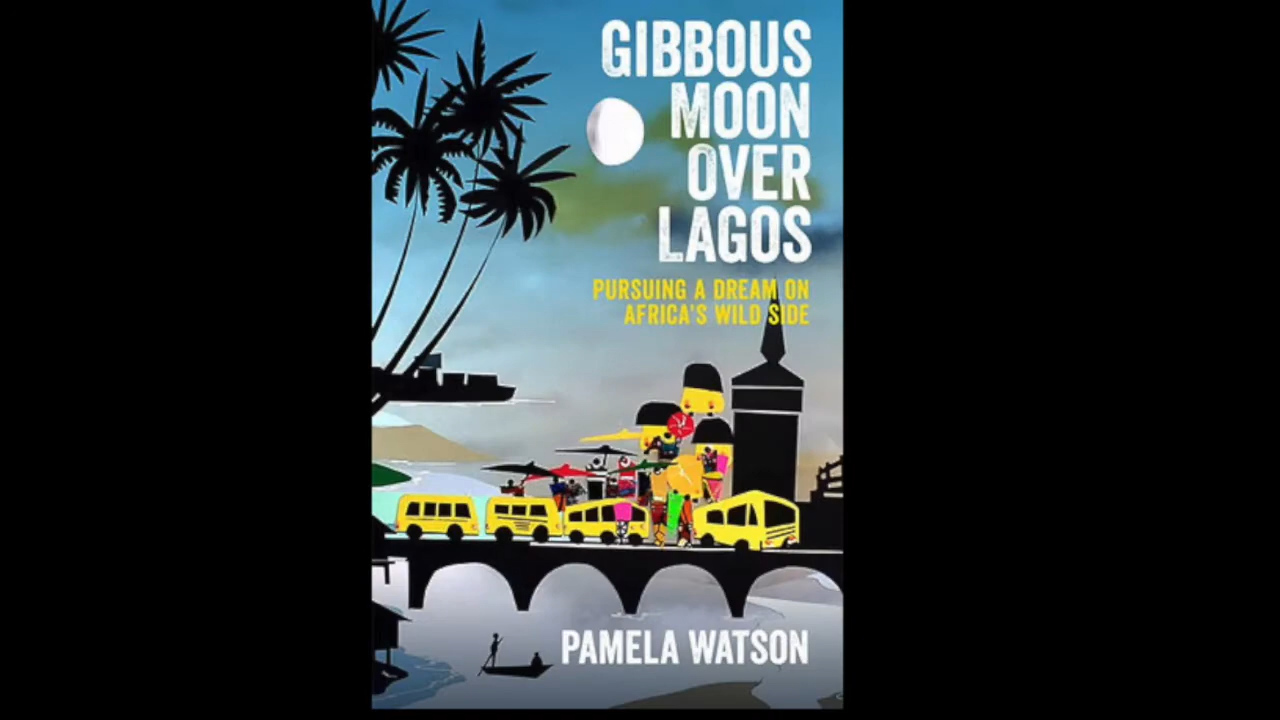 GIBBOUS
MOON
OVER
LAGOS
PURSUING A DREAM ON
AFRICA'S WILD SIDE
PAMELA WATSON